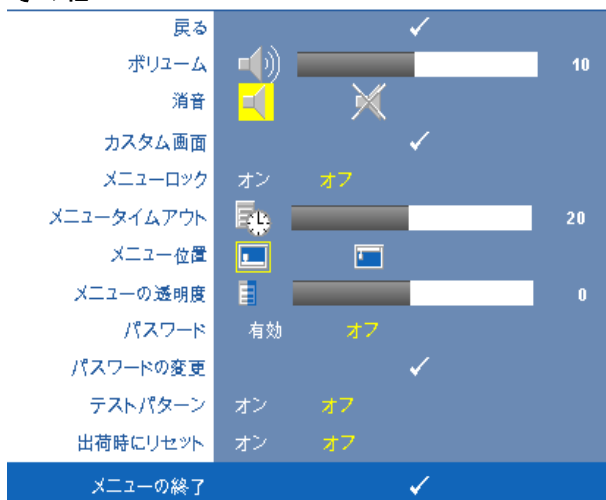 戻る
ボリューム 10
消音
カスタム画面
メニューロック オン オフ
メニュータイムアウト 20
メニュー位置
メニューの透明度 0
パスワード 有効 オフ
パスワードの変更
テストパターン オン オフ
出荷時にリセット オン オフ
メニューの終了